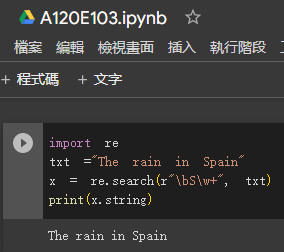 A120E103.ipynb
檔案 編輯 檢視畫面 插入 執行階段
+ 程式碼 + 文字
import re
txt ="The rain in Spain"
x = re.search(r"\bS\w+", txt)
print(x.string)
The rain in Spain